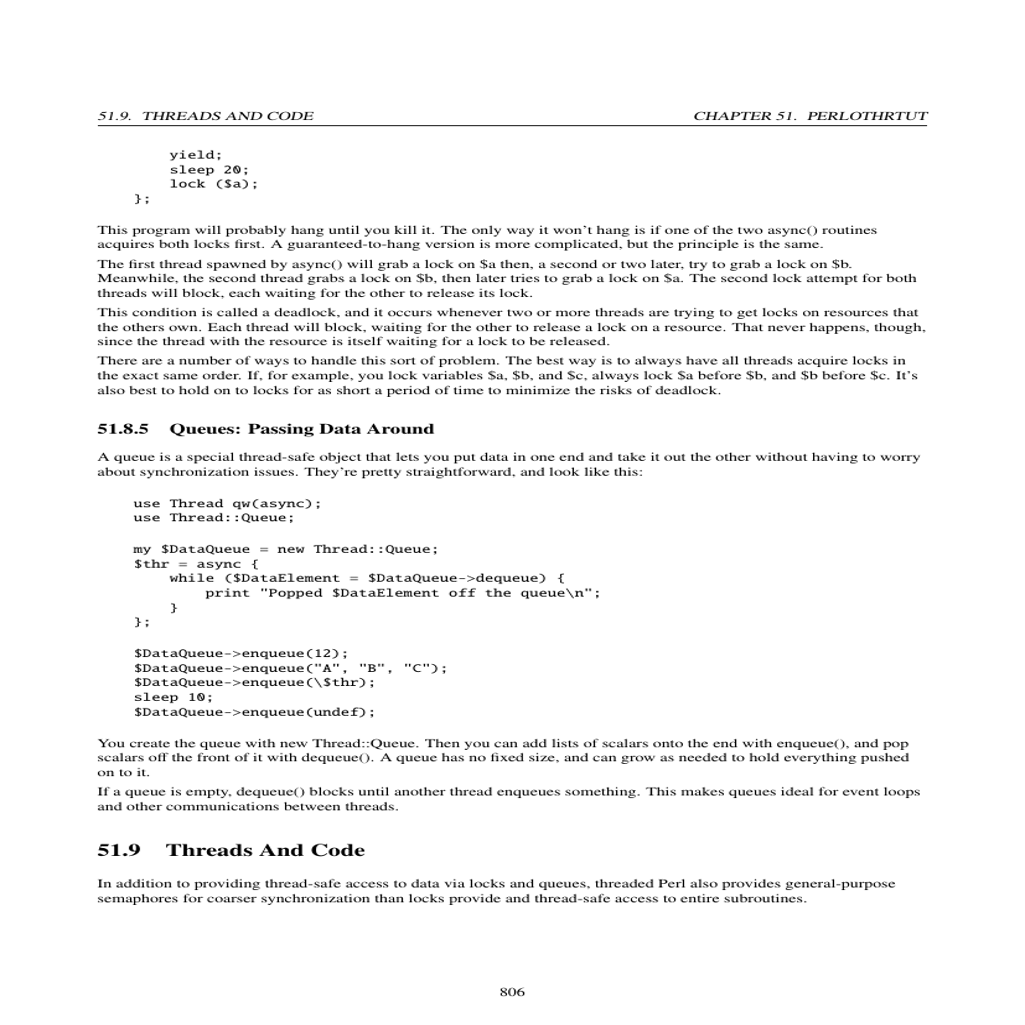 51.9. THREADS AND CODE CHAPTER 51. PERLOTHRTUT
yield;
sleep 20;
lock ($a);
};
This program will probably hang until you kill it. The only way it won't hang is if one of the two async() routines
acquires both locks first. A guaranteed-to-hang version is more complicated, but the principle is the same.
The first thread spawned by async() will grab a lock on $a then, a second or two later, try to grab a lock on $b.
Meanwhile, the second thread grabs a lock on $b, then later tries to grab a lock on $a. The second lock attempt for both
threads will block, each waiting for the other to release its lock.
This condition is called a deadlock, and it occurs whenever two or more threads are trying to get locks on resources that
the others own. Each thread will block, waiting for the other to release a lock on a resource. That never happens, though,
since the thread with the resource is itself waiting for a lock to be released.
There are a number of ways to handle this sort of problem. The best way is to always have all threads acquire locks in
the exact same order. If, for example, you lock variables $a, $b, and $c, always lock $a before $b, and $b before $c. It's
also best to hold on to locks for as short a period of time to minimize the risks of deadlock.
51.8.5 Queues: Passing Data Around
A queue is a special thread-safe object that lets you put data in one end and take it out the other without having to worry
about synchronization issues. They're pretty straightforward, and look like this:
use Thread qw(async);
use Thread::Queue;
my $DataQueue = new Thread::Queue;
$thr = async {
while ($DataElement = $DataQueue->dequeue) {
print "Popped $DataElement off the queue\n";
}
};
$DataQueue->enqueue(12);
$DataQueue->enqueue("A", "B", "C");
$DataQueue->enqueue(\$thr);
sleep 10;
$DataQueue->enqueue(undef);
You create the queue with new Thread::Queue. Then you can add lists of scalars onto the end with enqueue(), and pop
scalars off the front of it with dequeue(). A queue has no fixed size, and can grow as needed to hold everything pushed
on to it.
If a queue is empty, dequeue() blocks until another thread enqueues something. This makes queues ideal for event loops
and other communications between threads.
51.9 Threads And Code
In addition to providing thread-safe access to data via locks and queues, threaded Perl also provides general-purpose
semaphores for coarser synchronization than locks provide and thread-safe access to entire subroutines.
806